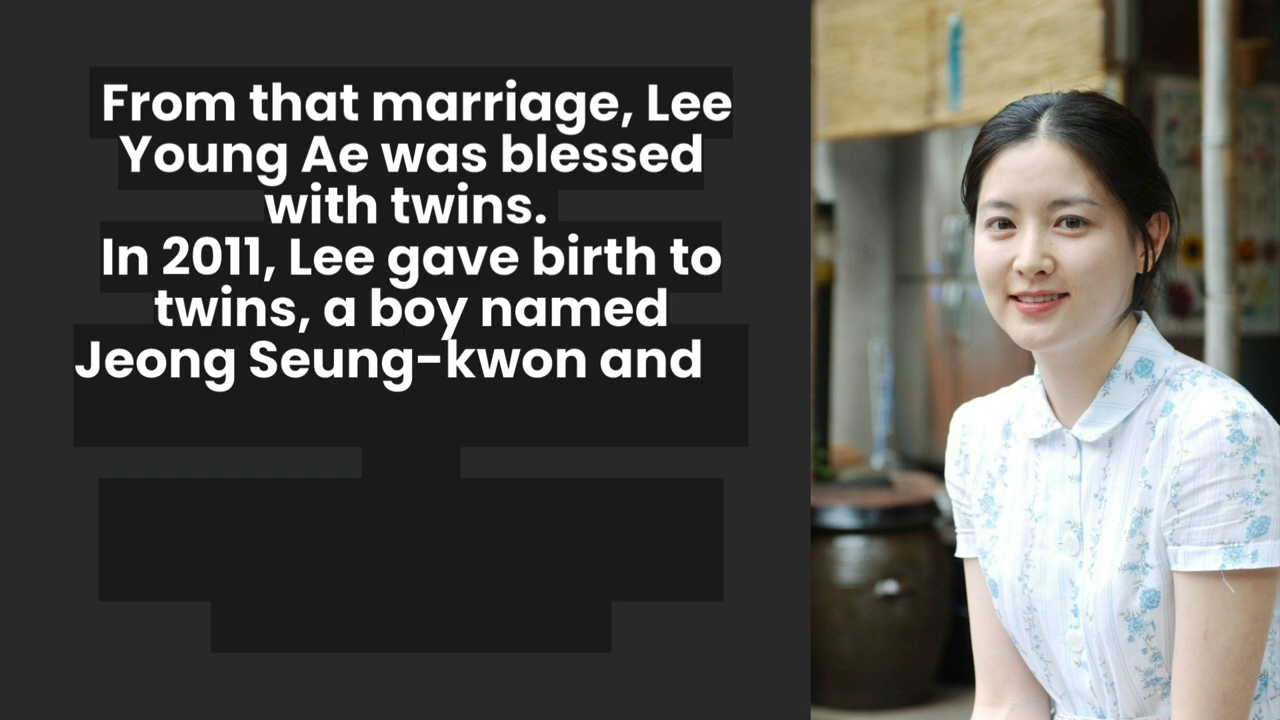 From that marriage, Lee
Young Ae was blessed
with twins.
In 2011, Lee gave birth to
twins, a boy named
Jeong Seung-kwon and